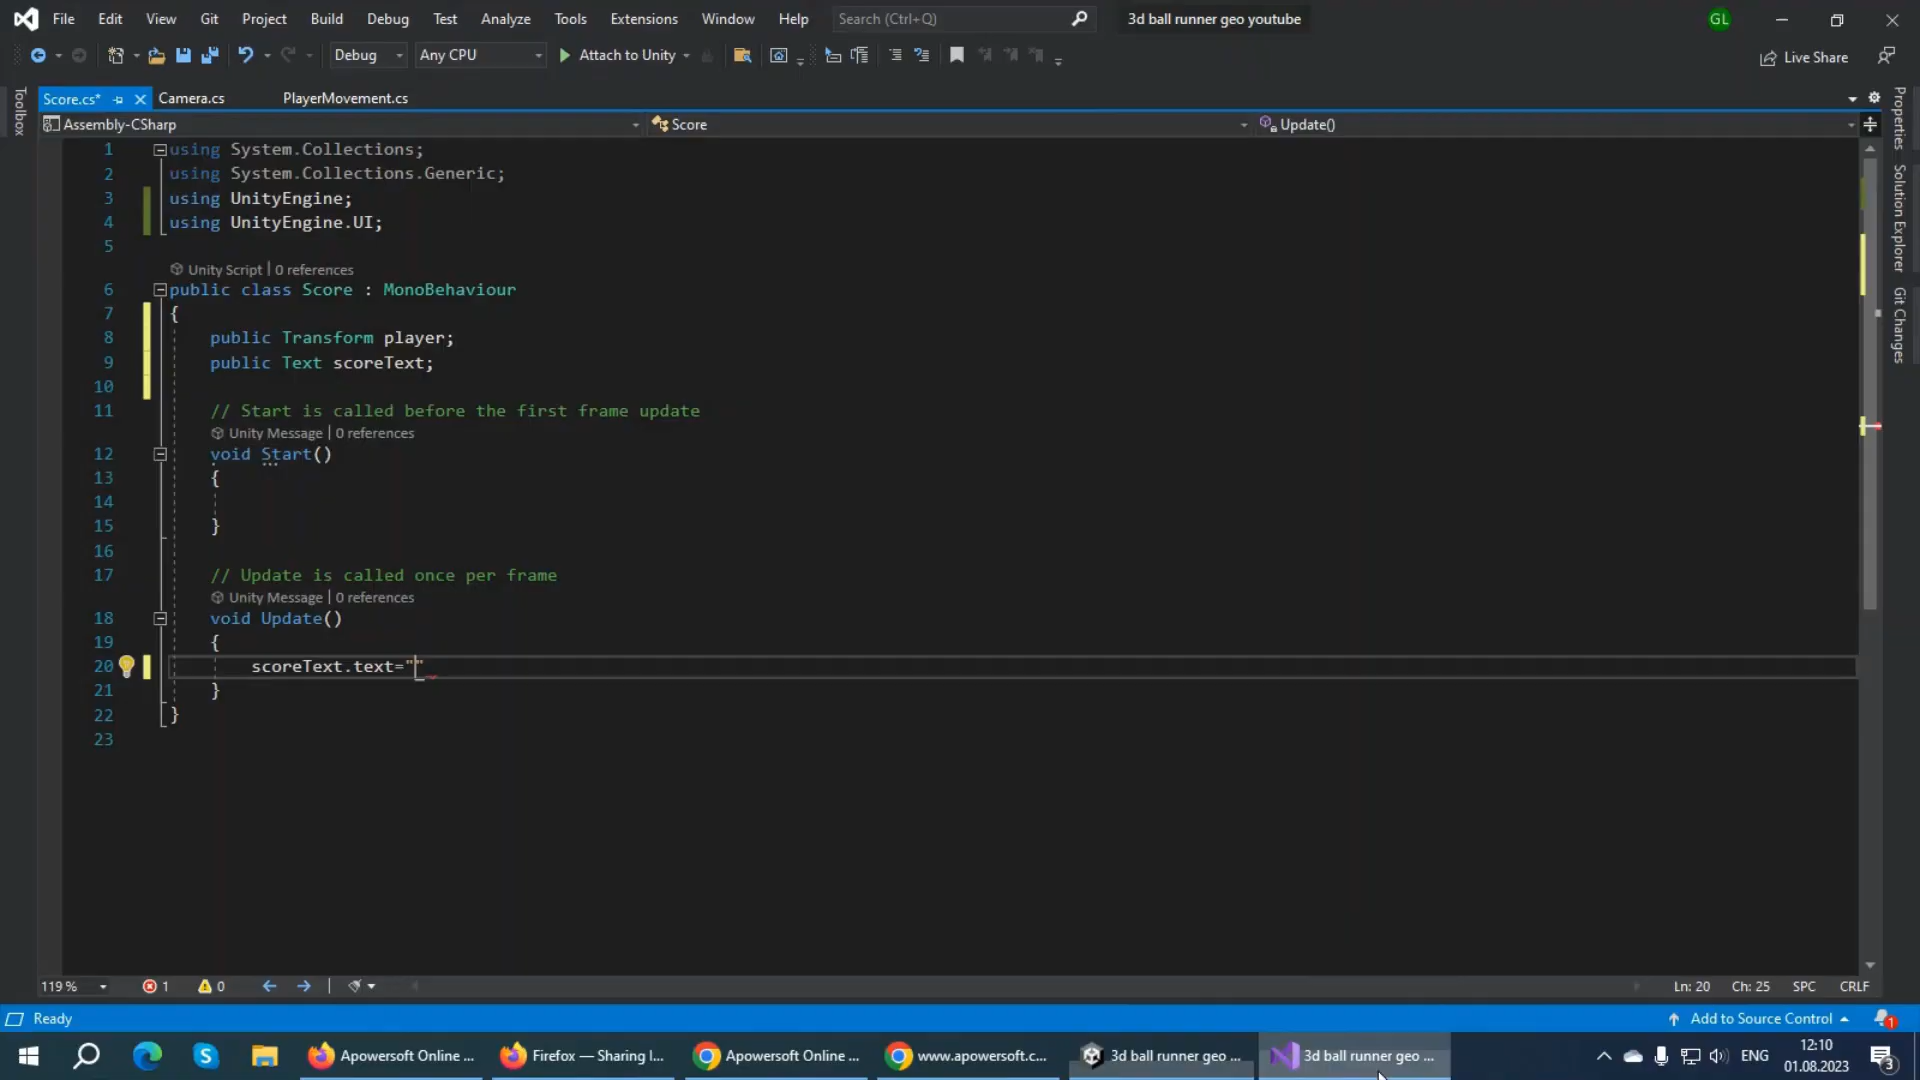 File Edit View Git Project Build Debug Test Analyze Tools Extensions Window Help Search (Ctrl+Q) 3d ball runner geo youtube GL
Debug Any CPU Attach to Unity Live Share
Toolbox
Score.cs* Camera.cs PlayerMovement.cs
Assembly-CSharp Score Update()
Properties
Solution Explorer
Git Changes
1 using System.Collections;
2 using System.Collections.Generic;
3 using UnityEngine;
4 using UnityEngine.UI;
5
Unity Script | 0 references
6 public class Score : MonoBehaviour
7 {
8 public Transform player;
9 public Text scoreText;
10
11 // Start is called before the first frame update
Unity Message | 0 references
12 void Start()
13 {
14
15 }
16
17 // Update is called once per frame
Unity Message | 0 references
18 void Update()
19 {
20 scoreText.text=""
21 }
22 }
23
119 % 1 0 Ln: 20 Ch: 25 SPC CRLF
Ready Add to Source Control 1
Apowersoft Online ... Firefox — Sharing I... Apowersoft Online ... www.apowersoft.c... 3d ball runner geo ... 3d ball runner geo ... ENG 12:10
01.08.2023 3